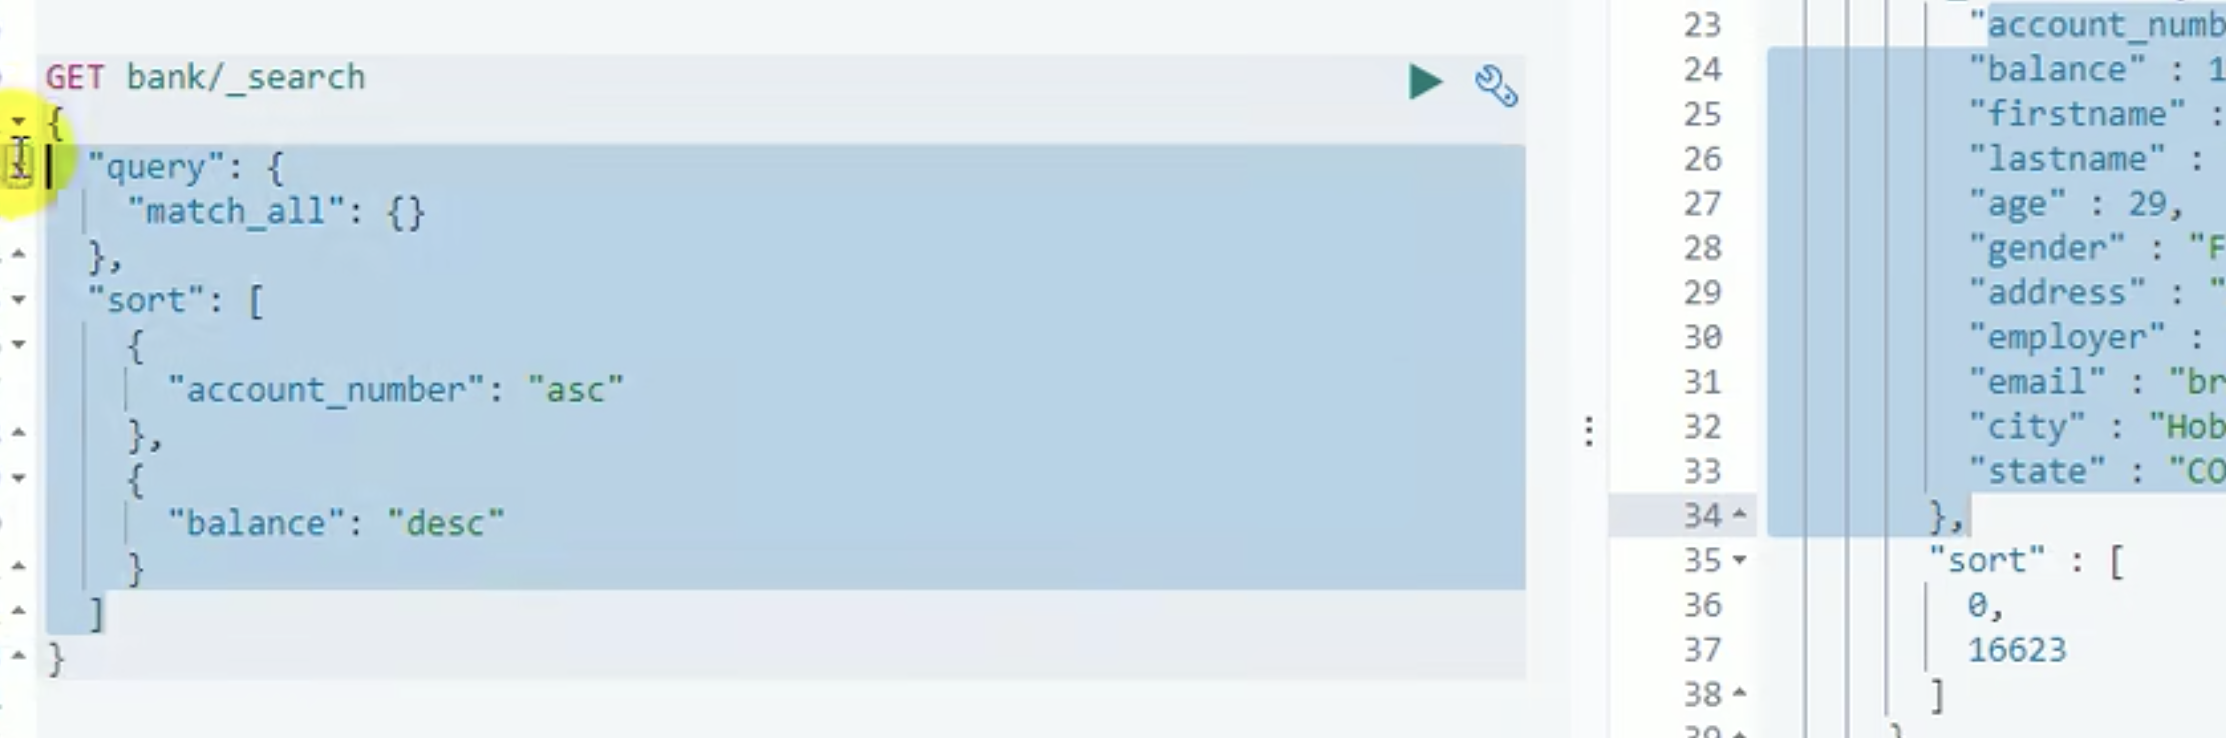 GET bank/_search
{
"query": {
"match_all": {}
},
"sort": [
{
"account_number": "asc"
},
{
"balance": "desc"
}
]
}
23 "account_numb
24 "balance" : 1
25 "firstname" :
26 "lastname" :
27 "age" : 29,
28 "gender" : "F
29 "address" : "
30 "employer" :
31 "email" : "br
32 "city" : "Hob
33 "state" : "CO
34 },
35 "sort" : [
36 0,
37 16623
38 ]
39 }